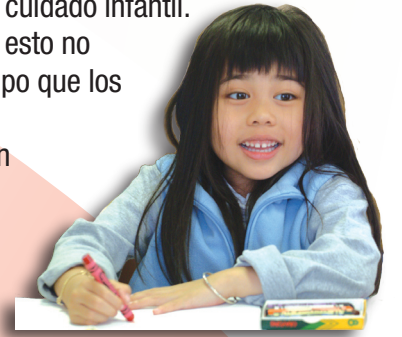 cuidado infantil.
esto no
po que los
n